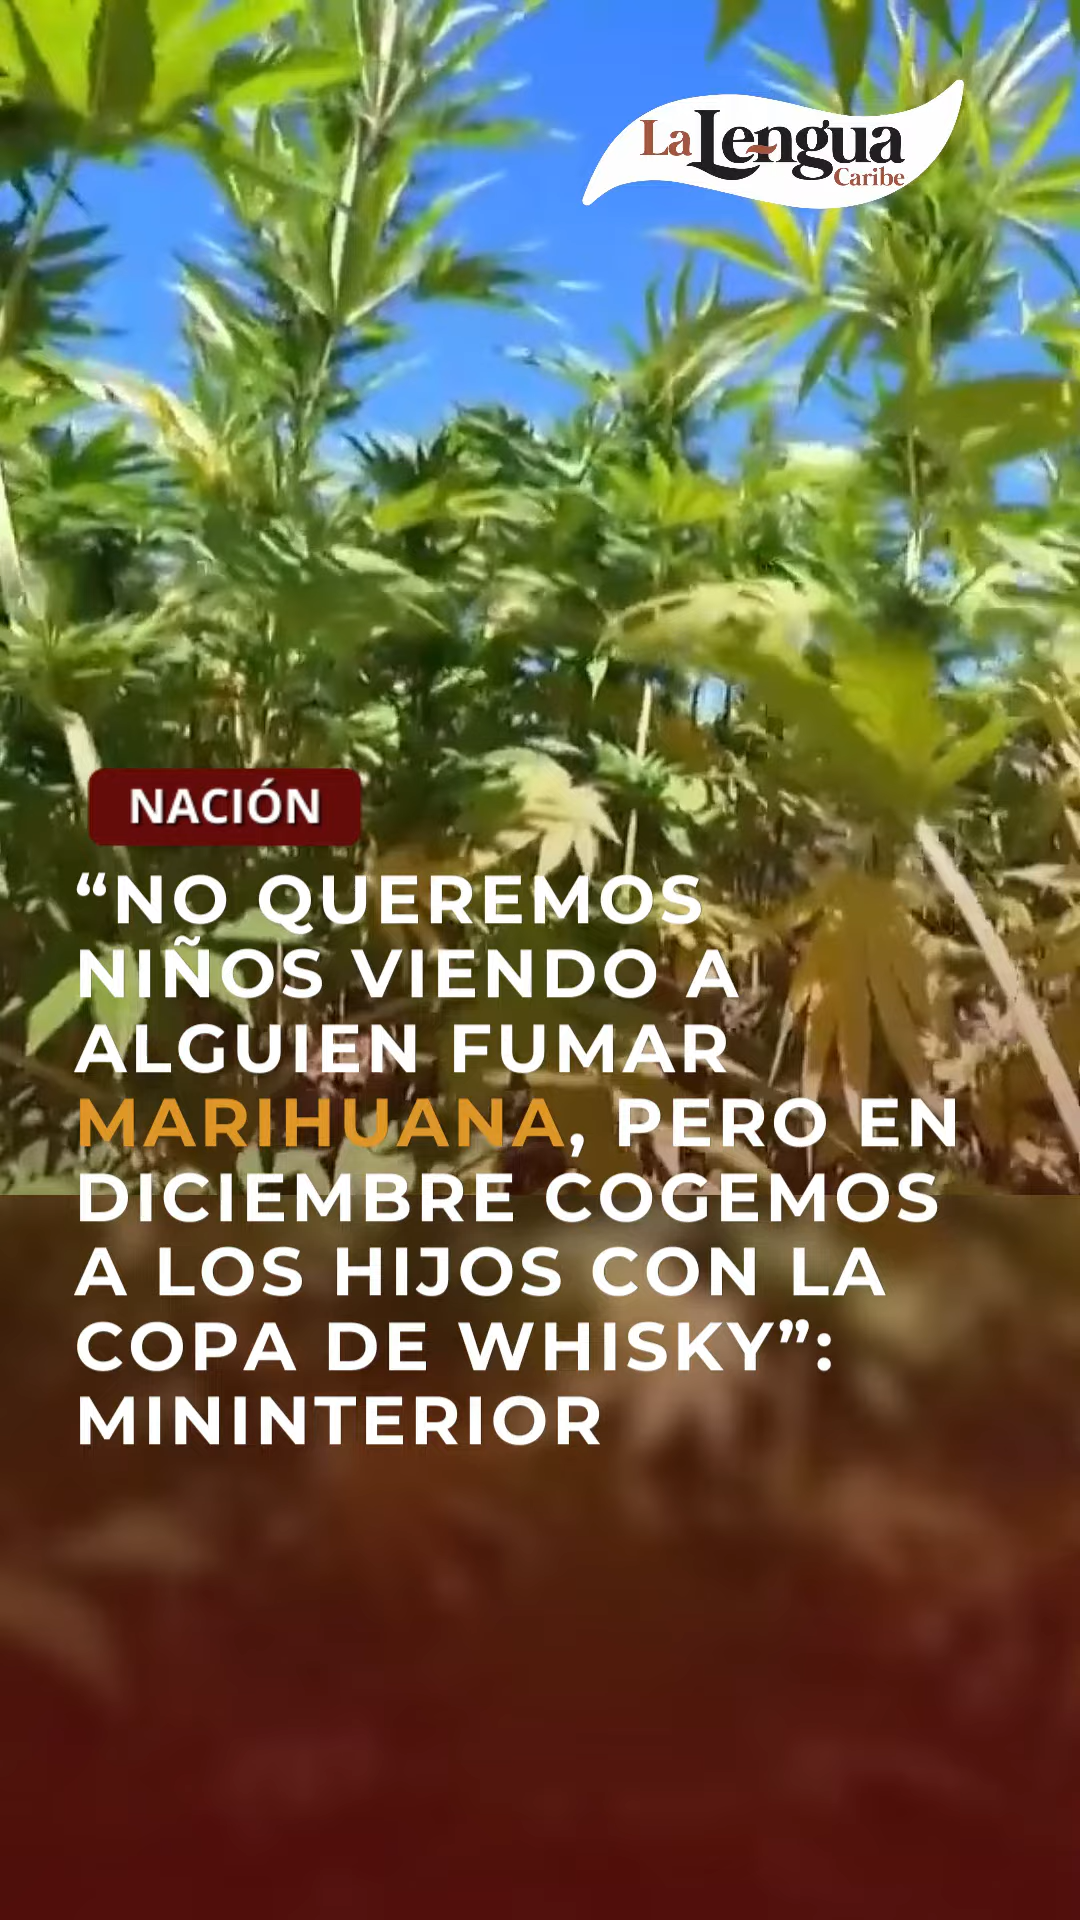 La Lengua
Caribe
NACIÓN
“NO QUEREMOS
NIÑOS VIENDO A
ALGUIEN FUMAR
MARIHUANA, PERO EN
DICIEMBRE COGEMOS
A LOS HIJOS CON LA
COPA DE WHISKY”:
MININTERIOR